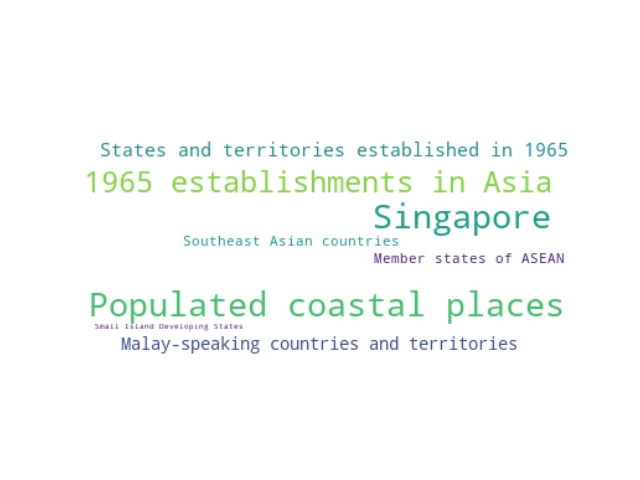 States and territories established in 1965
1965 establishments in Asia
Singapore
Southeast Asian countries
Member states of ASEAN
Populated coastal places
Small Island Developing States
Malay-speaking countries and territories